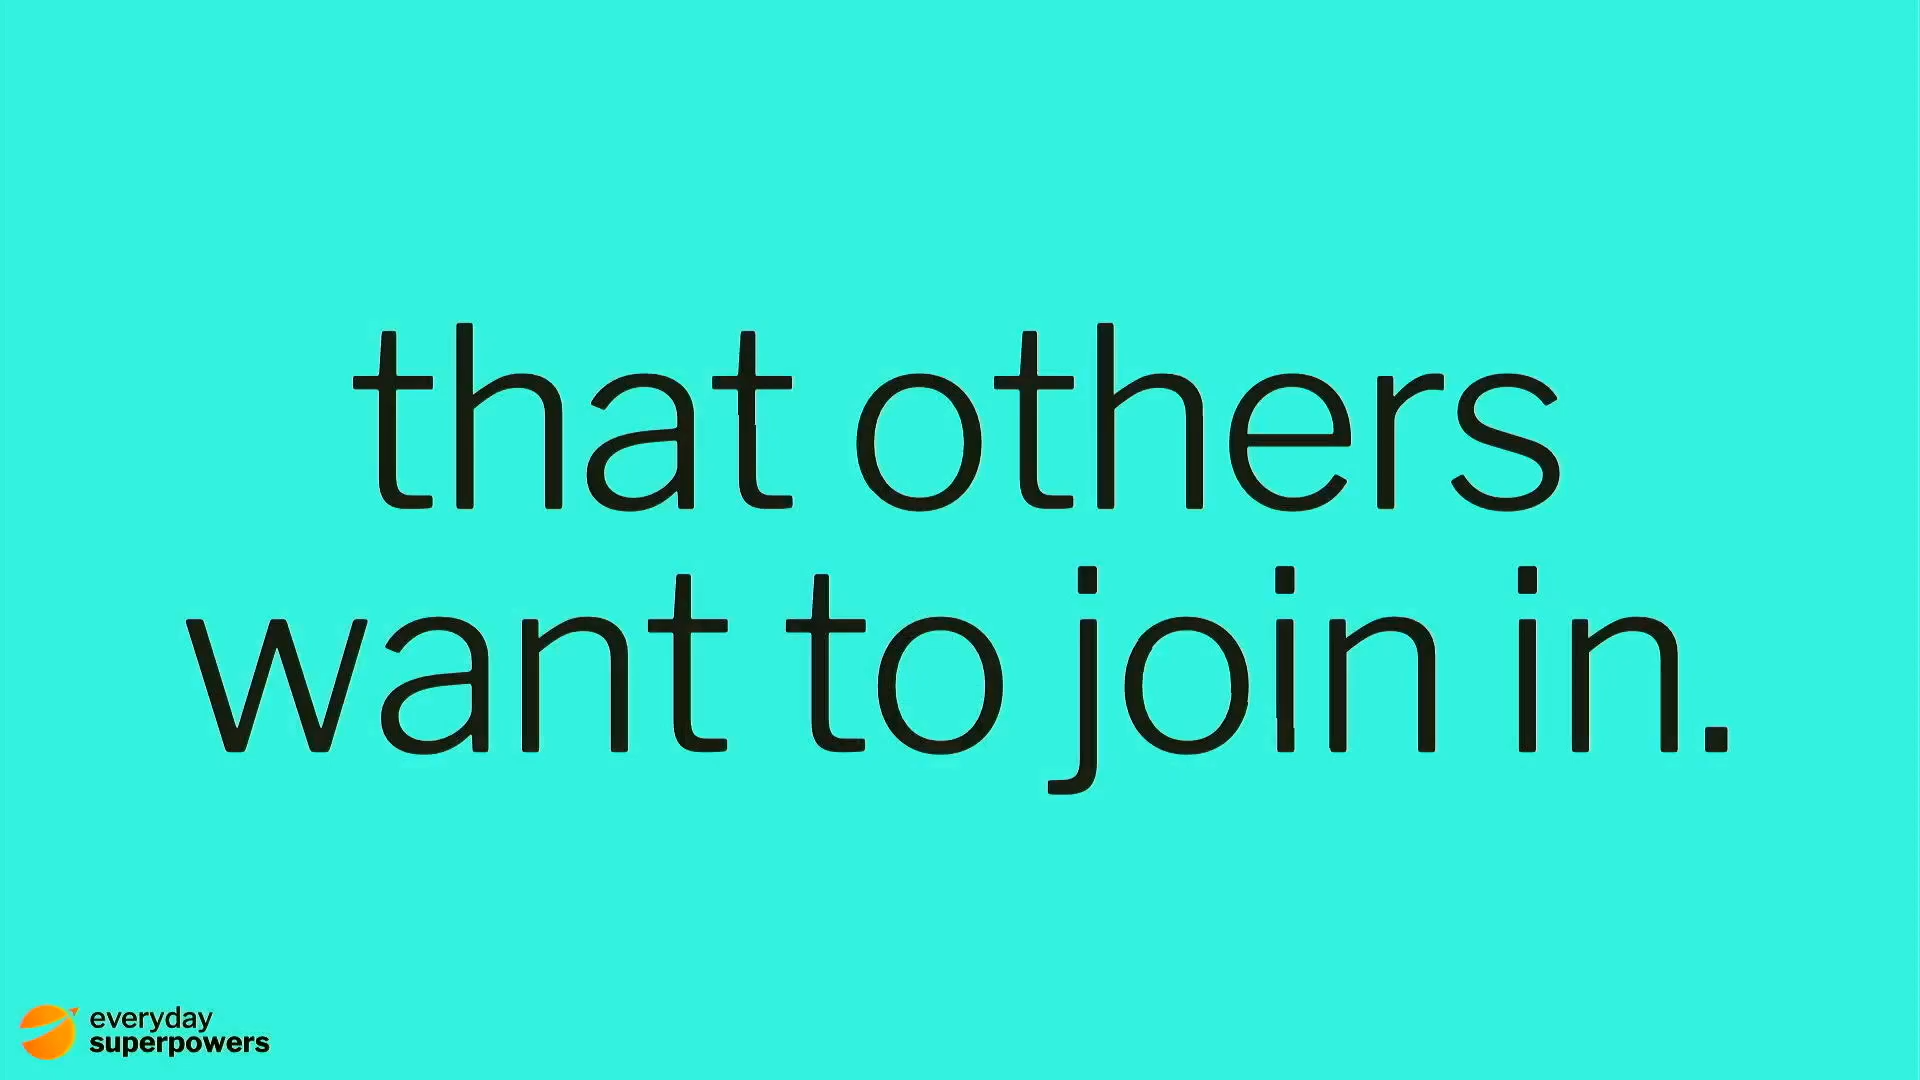 that others
want to join in.
everyday
superpowers